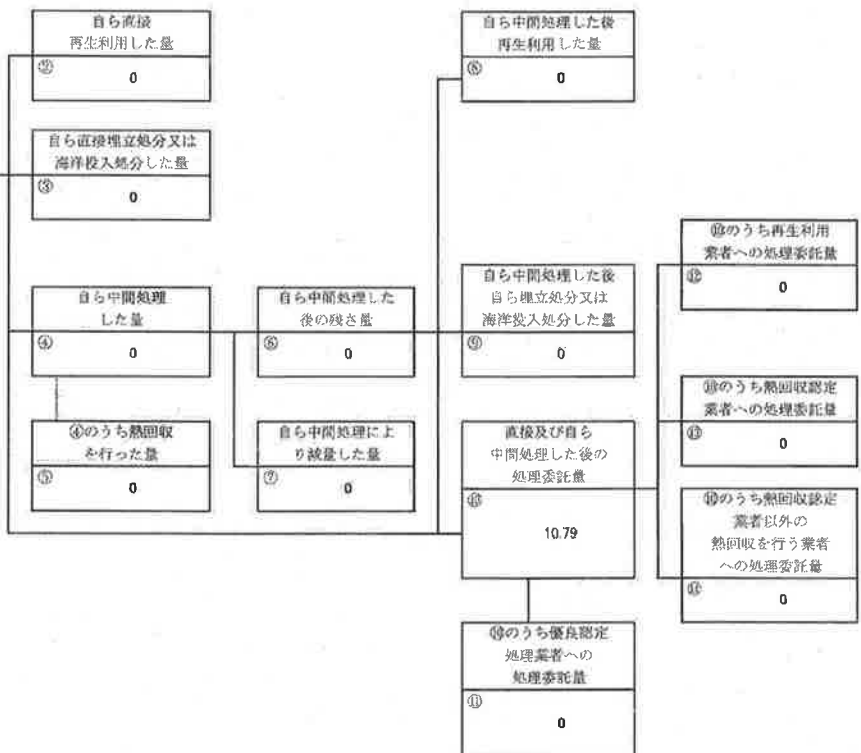 自ら直接
再生利用した量
②
0
自ら中間処理した後
再生利用した量
⑧
0
自ら直接埋立処分又は
海洋投入処分した量
③
0
⑩のうち再生利用
業者への処理委託量
⑫
0
自ら中間処理
した量
④
0
自ら中間処理した
後の残さ量
⑥
0
自ら中間処理した後
自ら埋立処分又は
海洋投入処分した量
⑨
0
⑩のうち熱回収認定
業者への処理委託量
⑬
0
④のうち熱回収
を行った量
⑤
0
自ら中間処理によ
り減量した量
⑦
0
直接及び自ら
中間処理した後の
処理委託量
⑩
10.79
⑩のうち熱回収認定
業者以外の
熱回収を行う業者
への処理委託量
⑭
0
⑩のうち優良認定
処理業者への
処理委託量
⑪
0